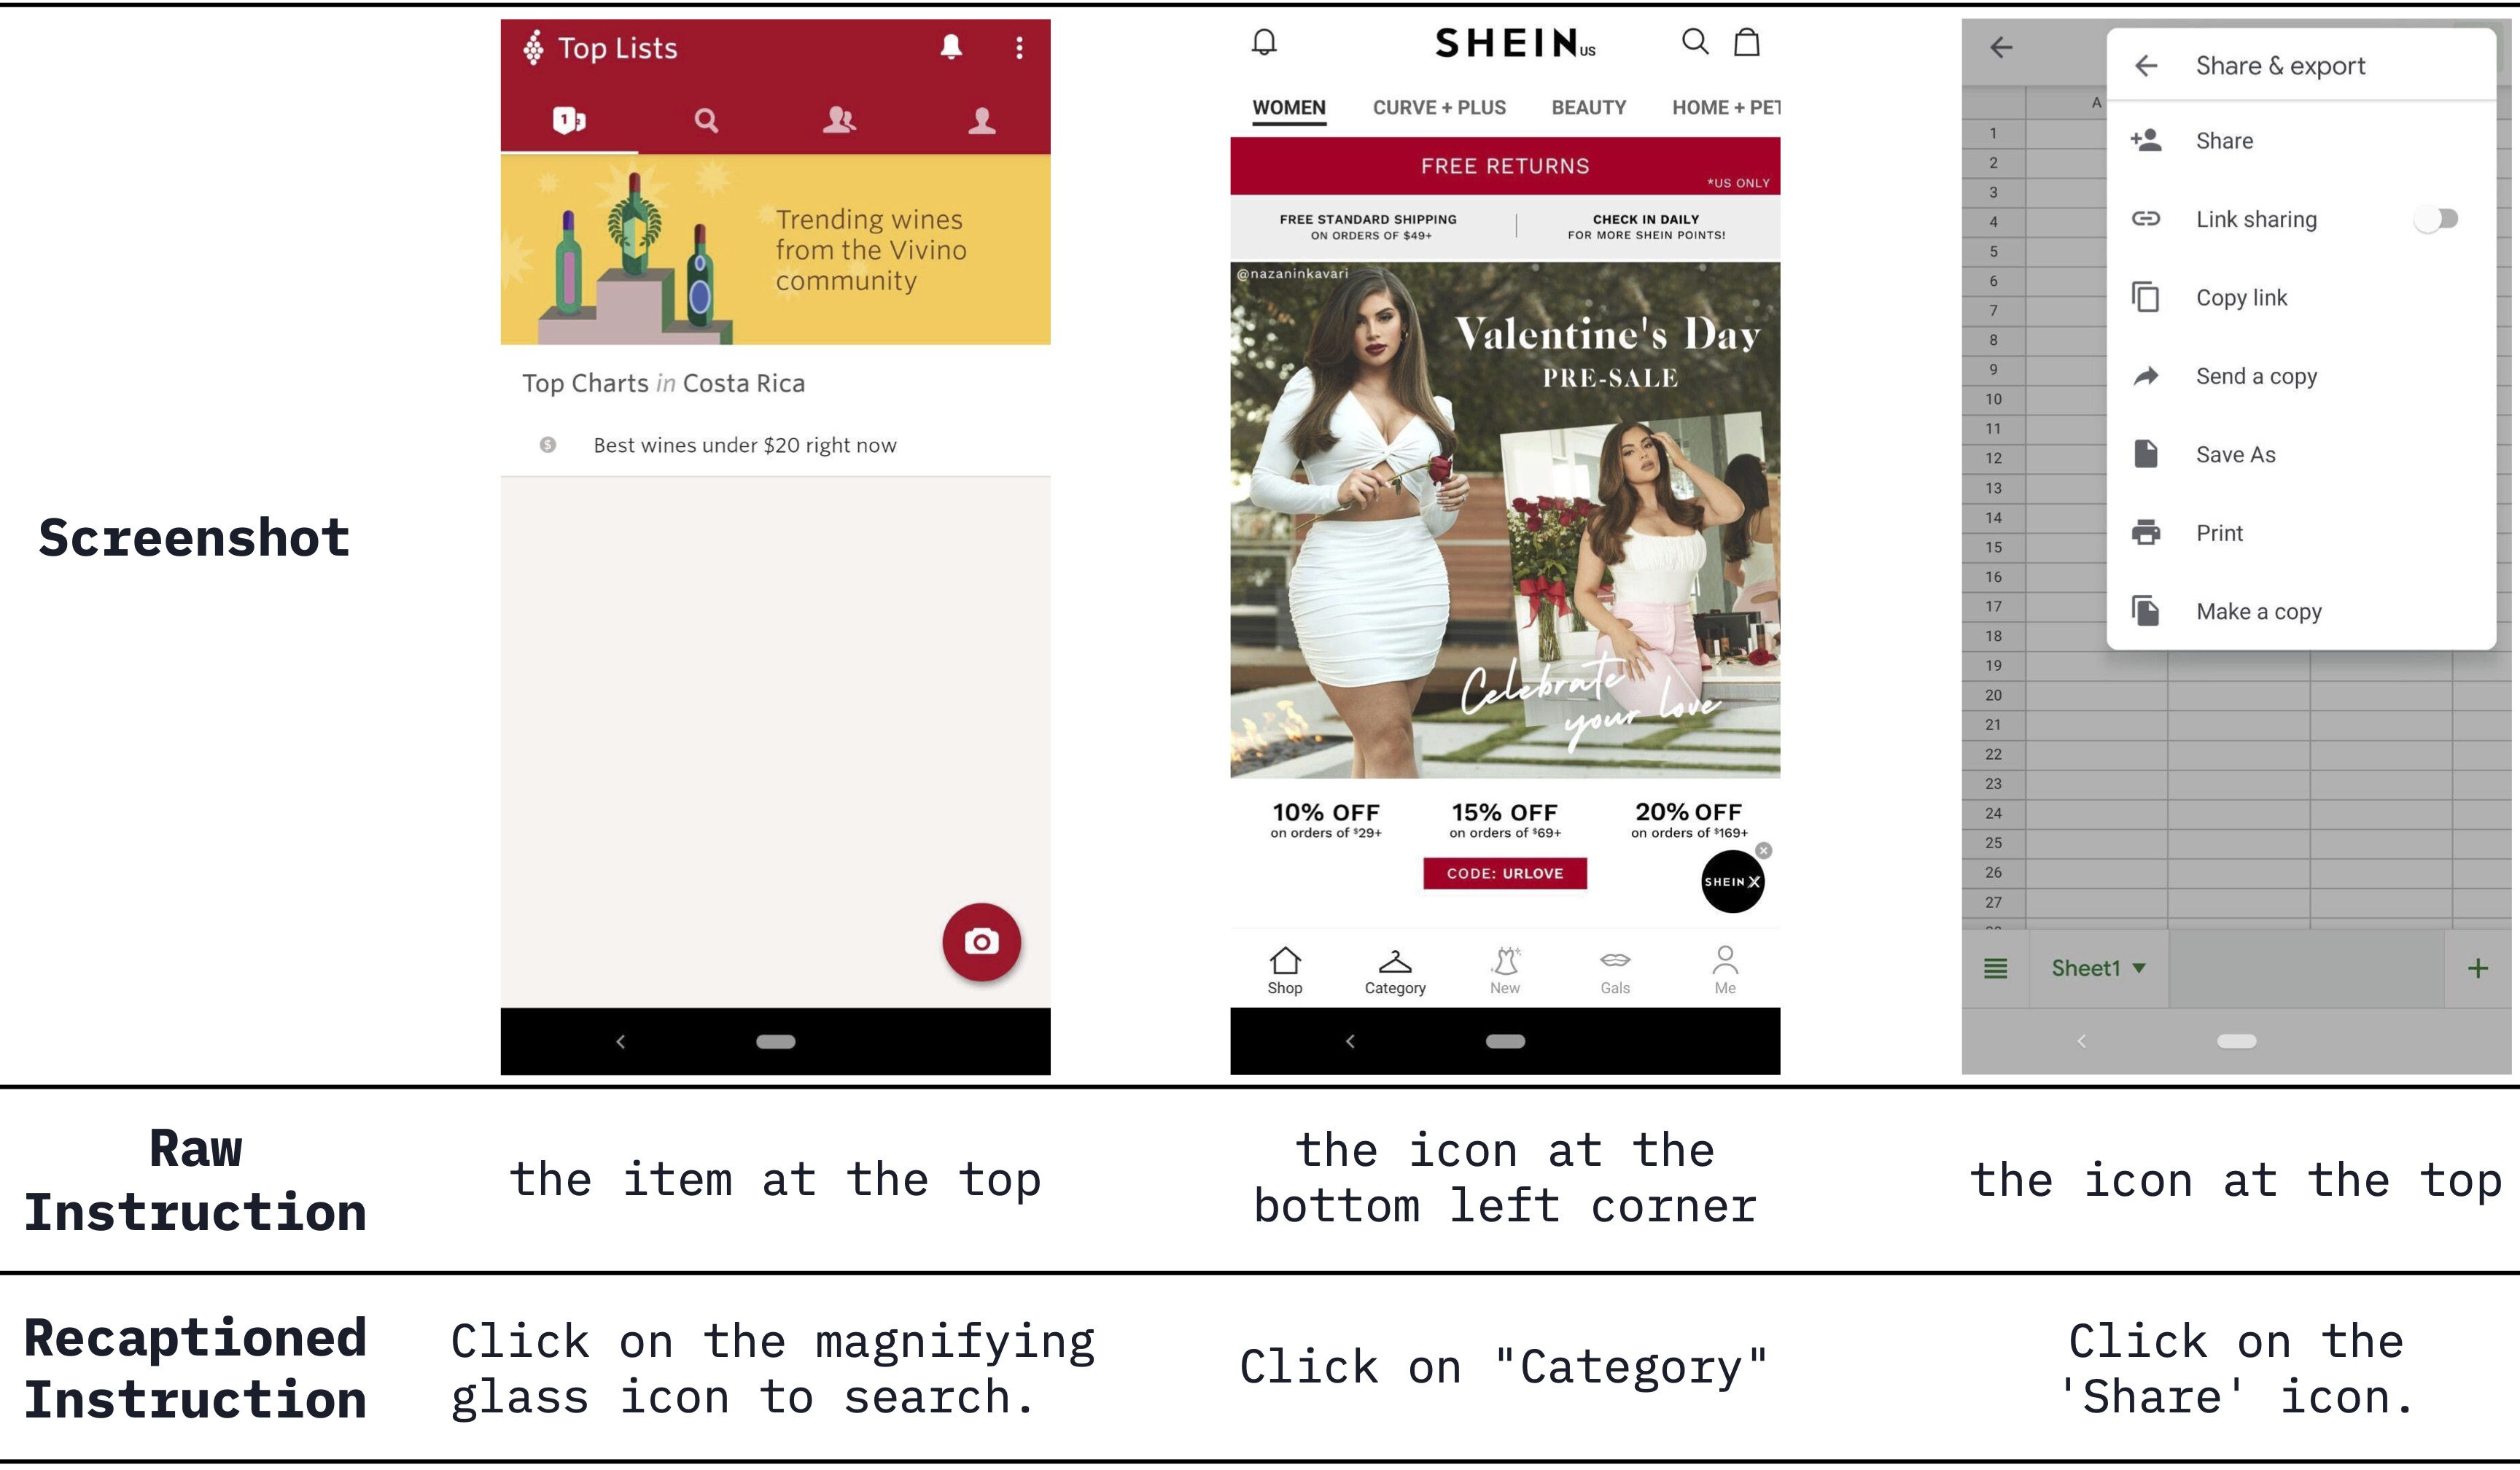 Screenshot
Top Lists
1
Trending wines
from the Vivino
community
Top Charts in Costa Rica
$
Best wines under $20 right now
SHEIN US
WOMEN CURVE + PLUS BEAUTY HOME + PET
FREE RETURNS
*US ONLY
FREE STANDARD SHIPPING
ON ORDERS OF $49+
CHECK IN DAILY
FOR MORE SHEIN POINTS!
@nazaninkavari
Valentine's Day
PRE-SALE
Celebrate
your love
10% OFF
on orders of $29+
15% OFF
on orders of $69+
20% OFF
on orders of $169+
CODE: URLOVE
SHEIN X
Shop Category New Gals Me
A
1
2
3
4
5
6
7
8
9
10
11
12
13
14
15
16
17
18
19
20
21
22
23
24
25
26
27
28
Share & export
Share
Link sharing
Copy link
Send a copy
Save As
Print
Make a copy
Sheet1
Raw
Instruction
the item at the top
the icon at the
bottom left corner
the icon at the top
Recaptioned
Instruction
Click on the magnifying
glass icon to search.
Click on "Category"
Click on the
'Share' icon.